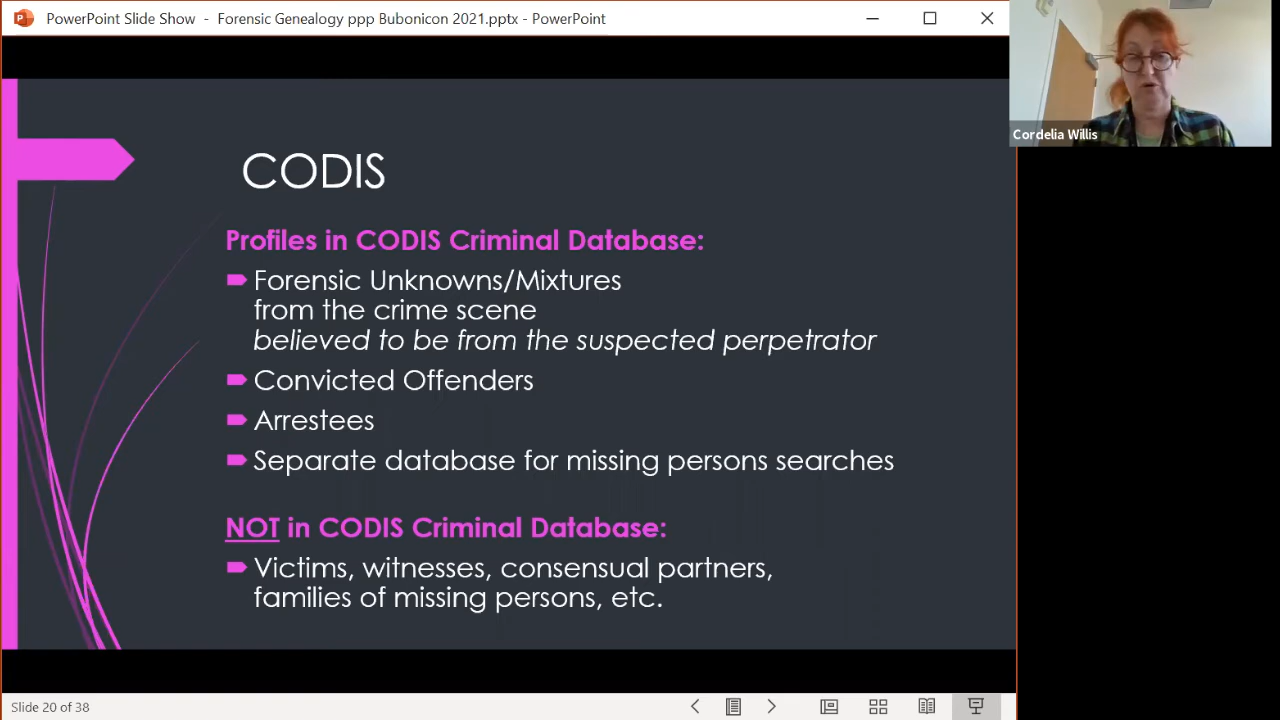 PowerPoint Slide Show - Forensic Genealogy ppp Bubonicon 2021.pptx - PowerPoint
Cordelia Willis
CODIS
Profiles in CODIS Criminal Database:
Forensic Unknowns/Mixtures
from the crime scene
believed to be from the suspected perpetrator
Convicted Offenders
Arrestees
Separate database for missing persons searches
NOT in CODIS Criminal Database:
Victims, witnesses, consensual partners,
families of missing persons, etc.
Slide 20 of 38